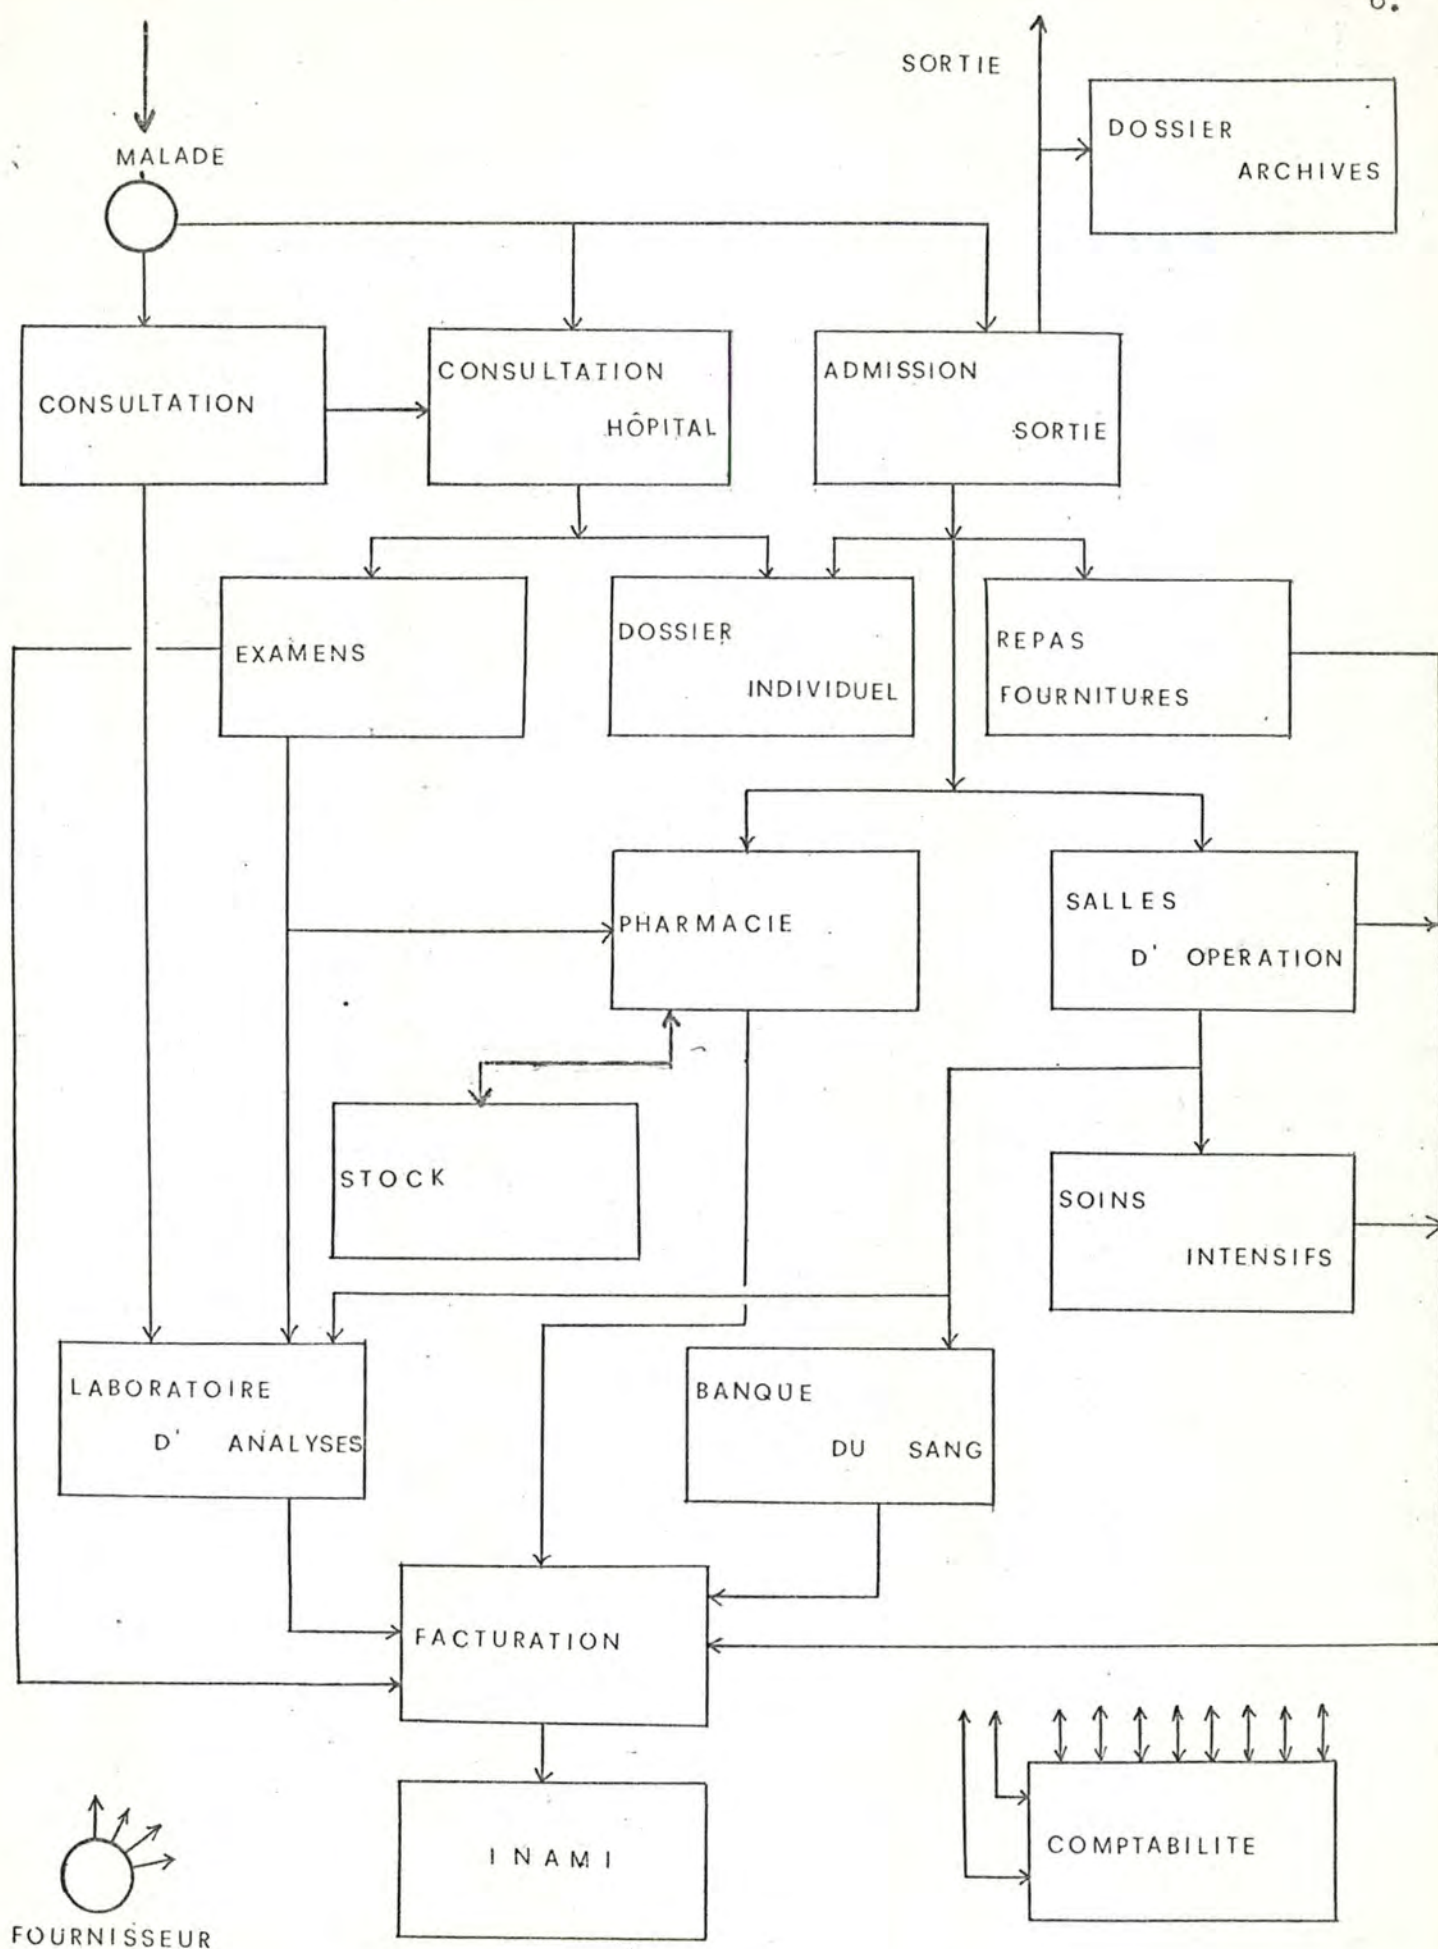 6.
SORTIE
MALADE
DOSSIER
ARCHIVES
CONSULTATION
CONSULTATION
HÔPITAL
ADMISSION
SORTIE
EXAMENS
DOSSIER
INDIVIDUEL
REPAS
FOURNITURES
PHARMACIE
SALLES
D' OPERATION
STOCK
SOINS
INTENSIFS
LABORATOIRE
D' ANALYSES
BANQUE
DU SANG
FACTURATION
INAMI
COMPTABILITE
FOURNISSEUR